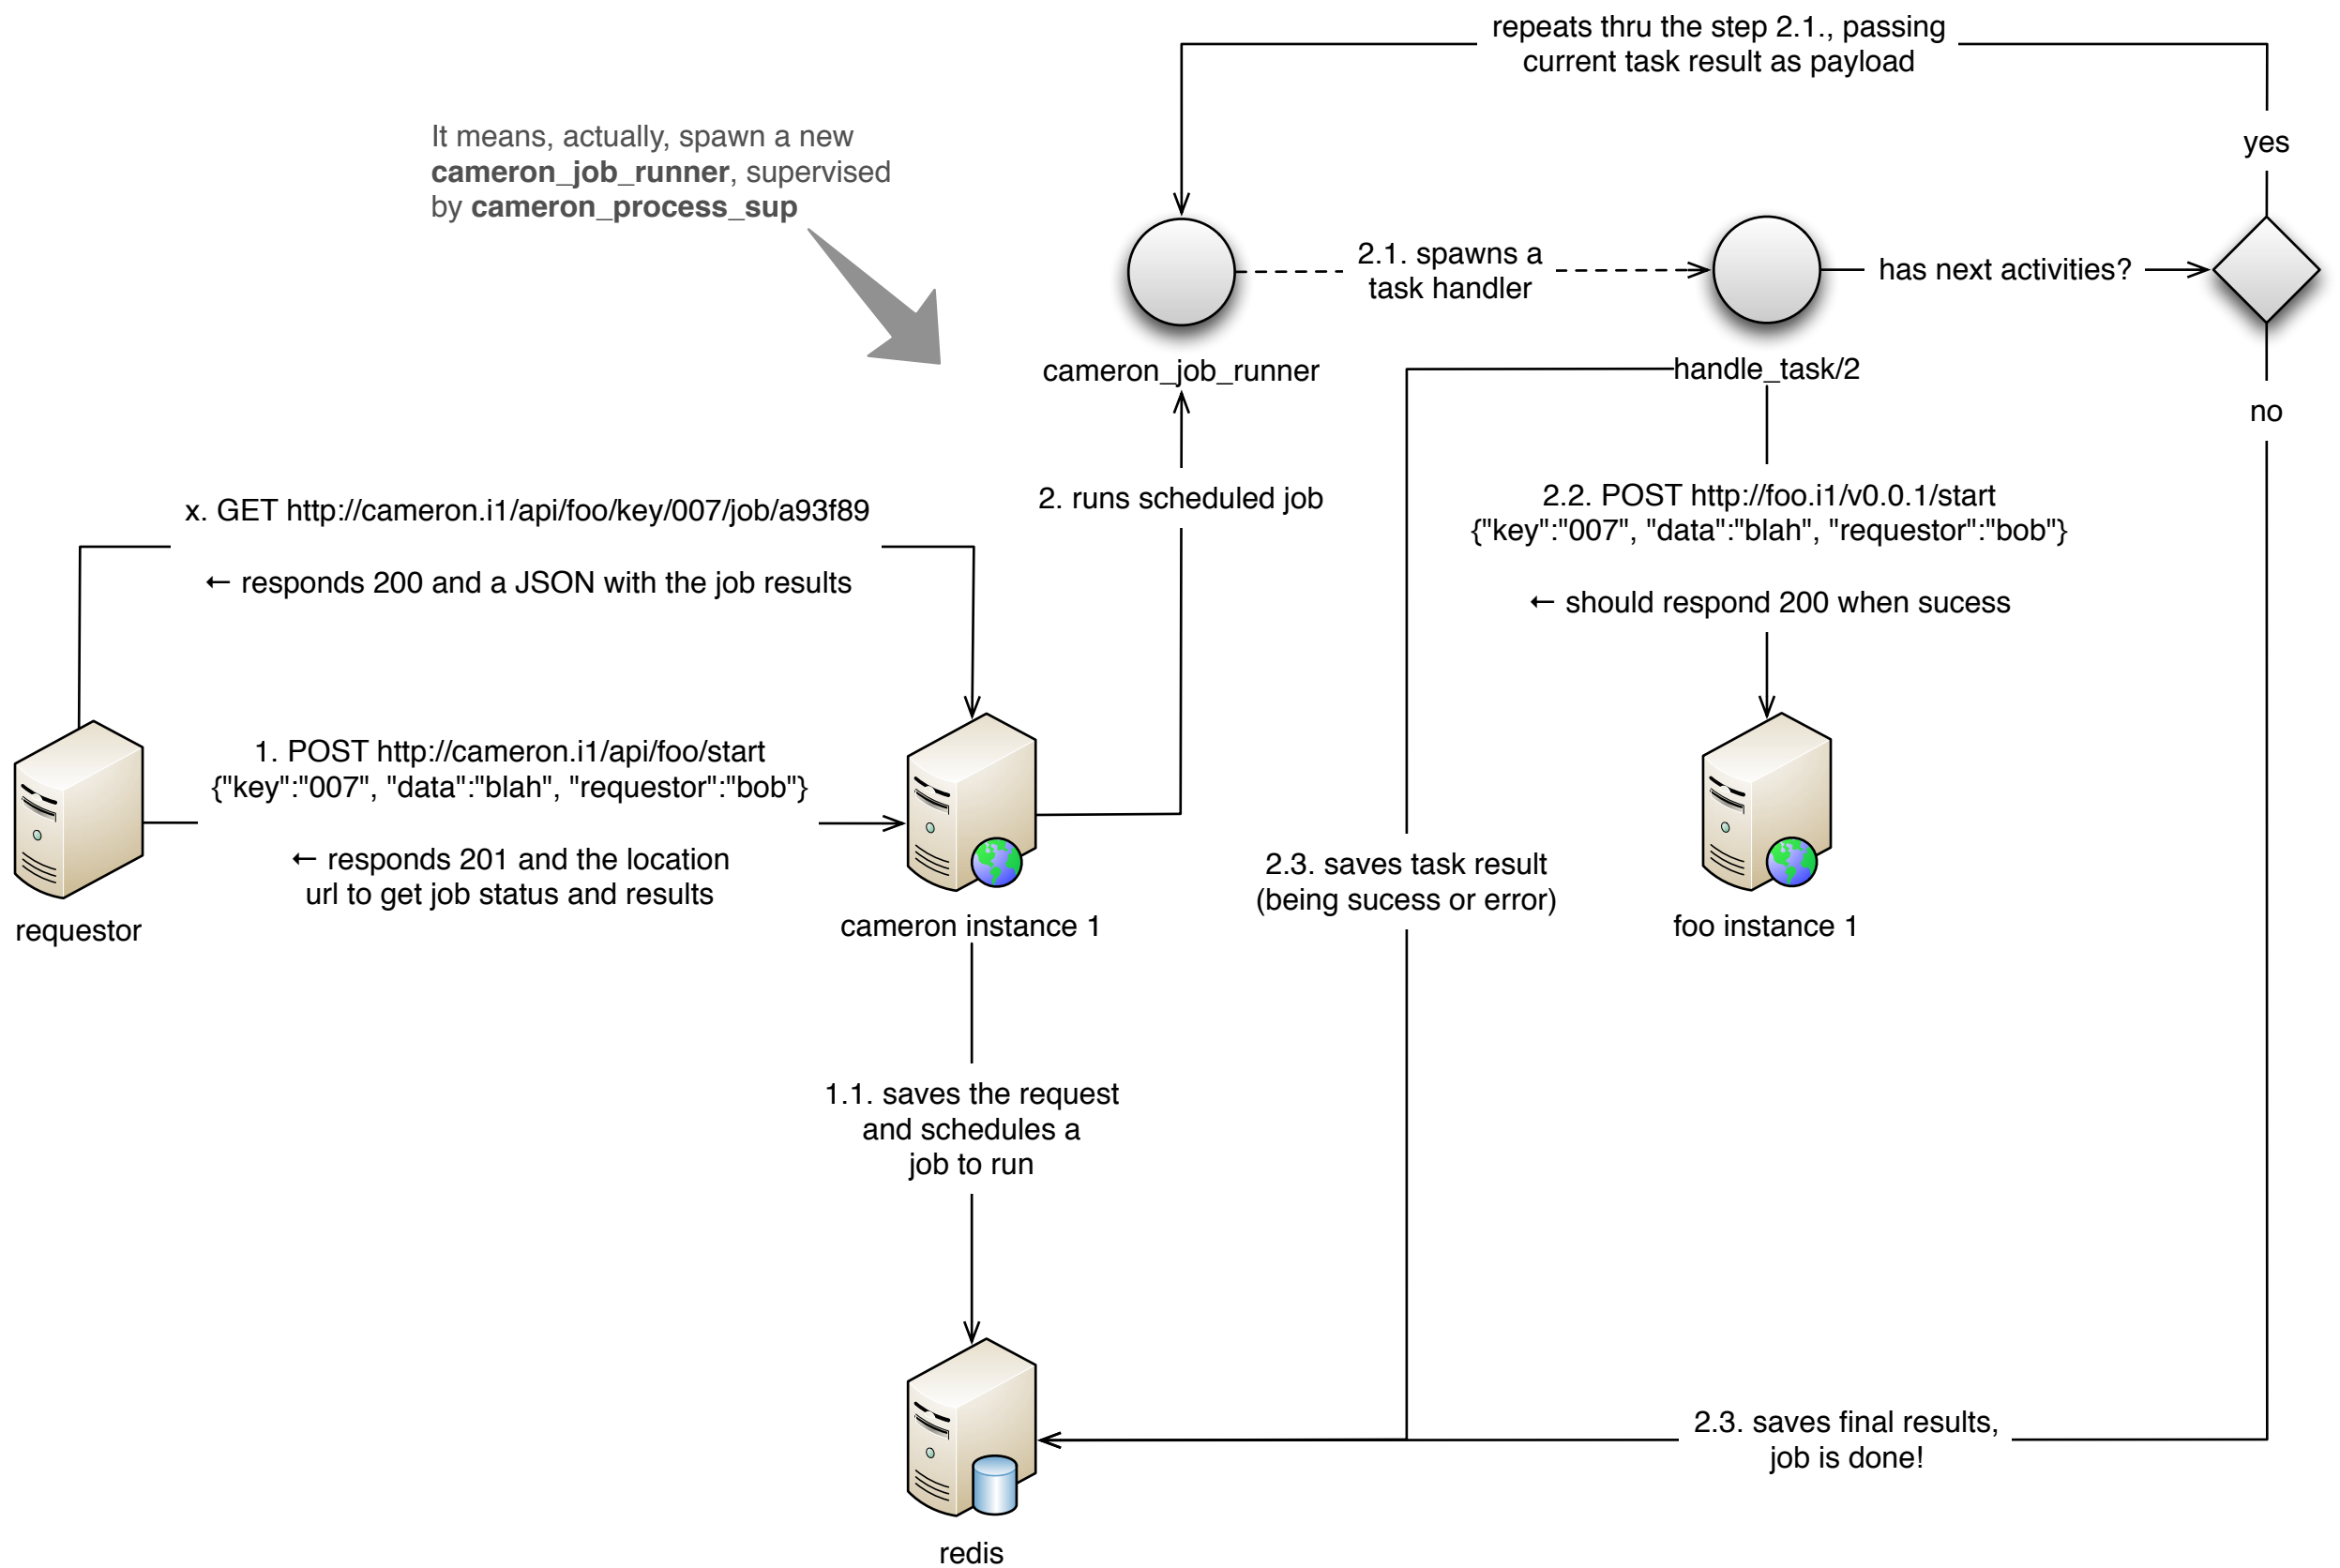 repeats thru the step 2.1., passing
current task result as payload
It means, actually, spawn a new
cameron_job_runner, supervised
by cameron_process_sup
yes
2.1. spawns a
task handler
has next activities?
cameron_job_runner
handle_task/2
no
x. GET http://cameron.i1/api/foo/key/007/job/a93f89
← responds 200 and a JSON with the job results
2. runs scheduled job
2.2. POST http://foo.i1/v0.0.1/start
{"key":"007", "data":"blah", "requestor":"bob"}
← should respond 200 when sucess
1. POST http://cameron.i1/api/foo/start
{"key":"007", "data":"blah", "requestor":"bob"}
← responds 201 and the location
url to get job status and results
requestor
cameron instance 1
2.3. saves task result
(being sucess or error)
foo instance 1
1.1. saves the request
and schedules a
job to run
2.3. saves final results,
job is done!
redis